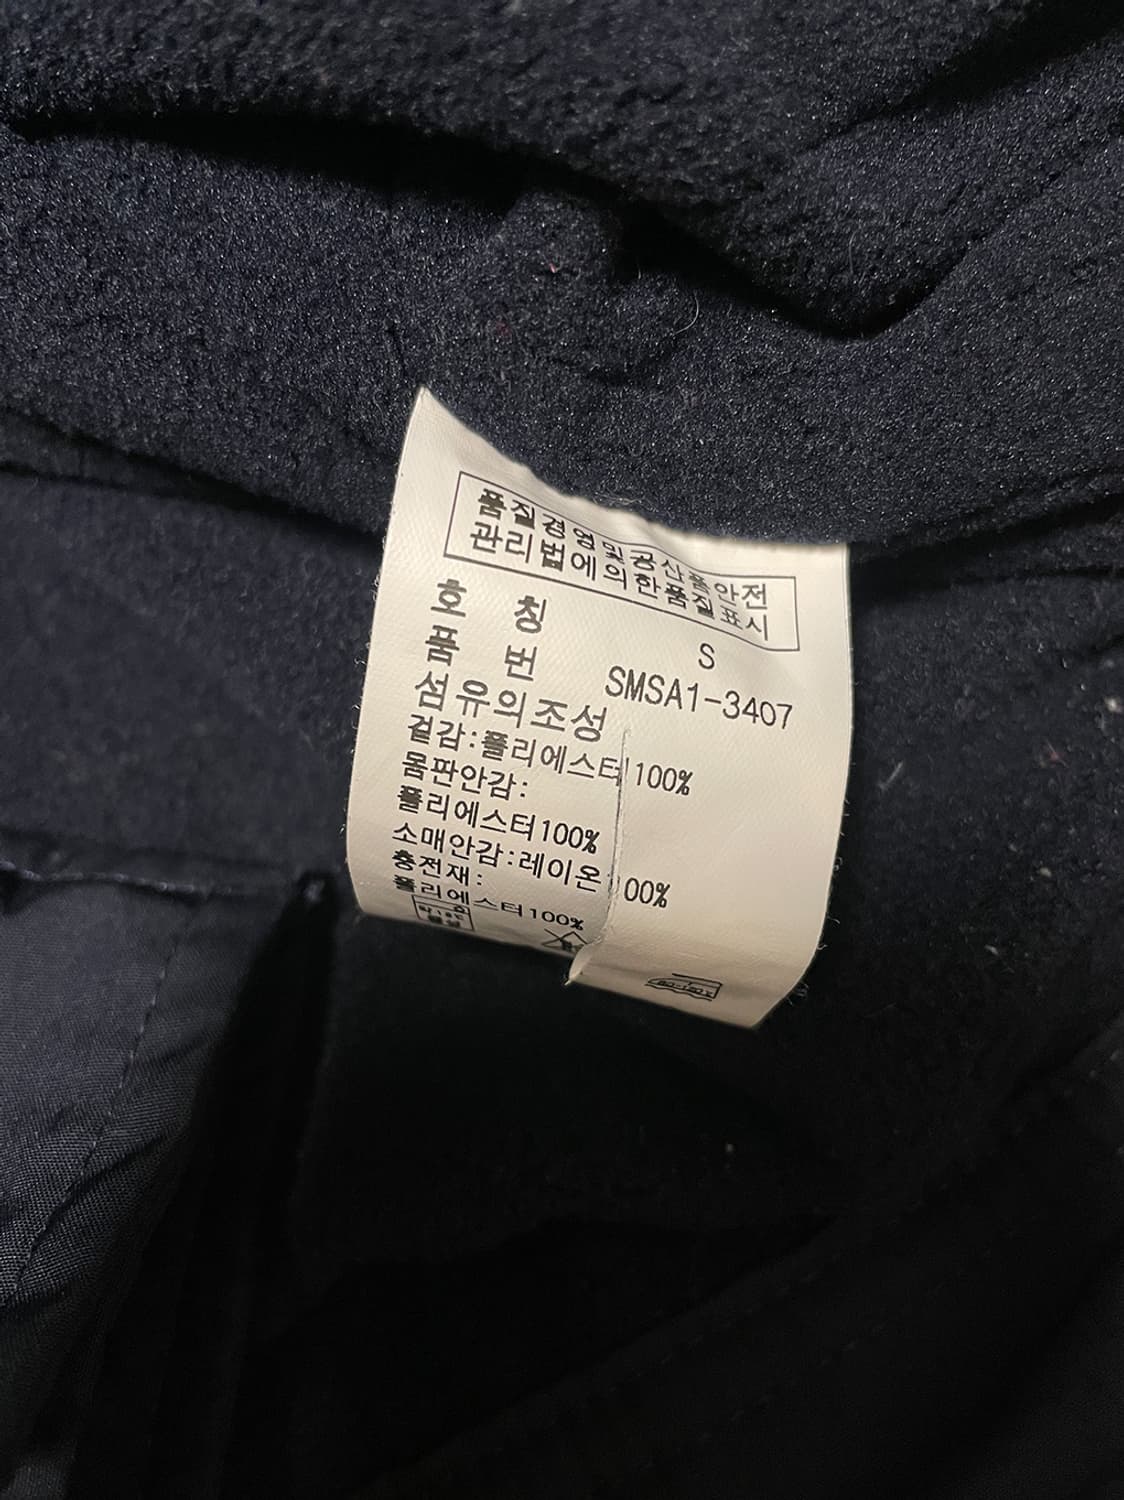 품질경영및공산품안전
관리법에의한품질표시
호 칭 S
품 번 SMSA1-3407
섬유의조성
겉감:폴리에스터100%
몸판안감:
폴리에스터100%
소매안감:레이온 00%
충전재:
폴리에스터100%